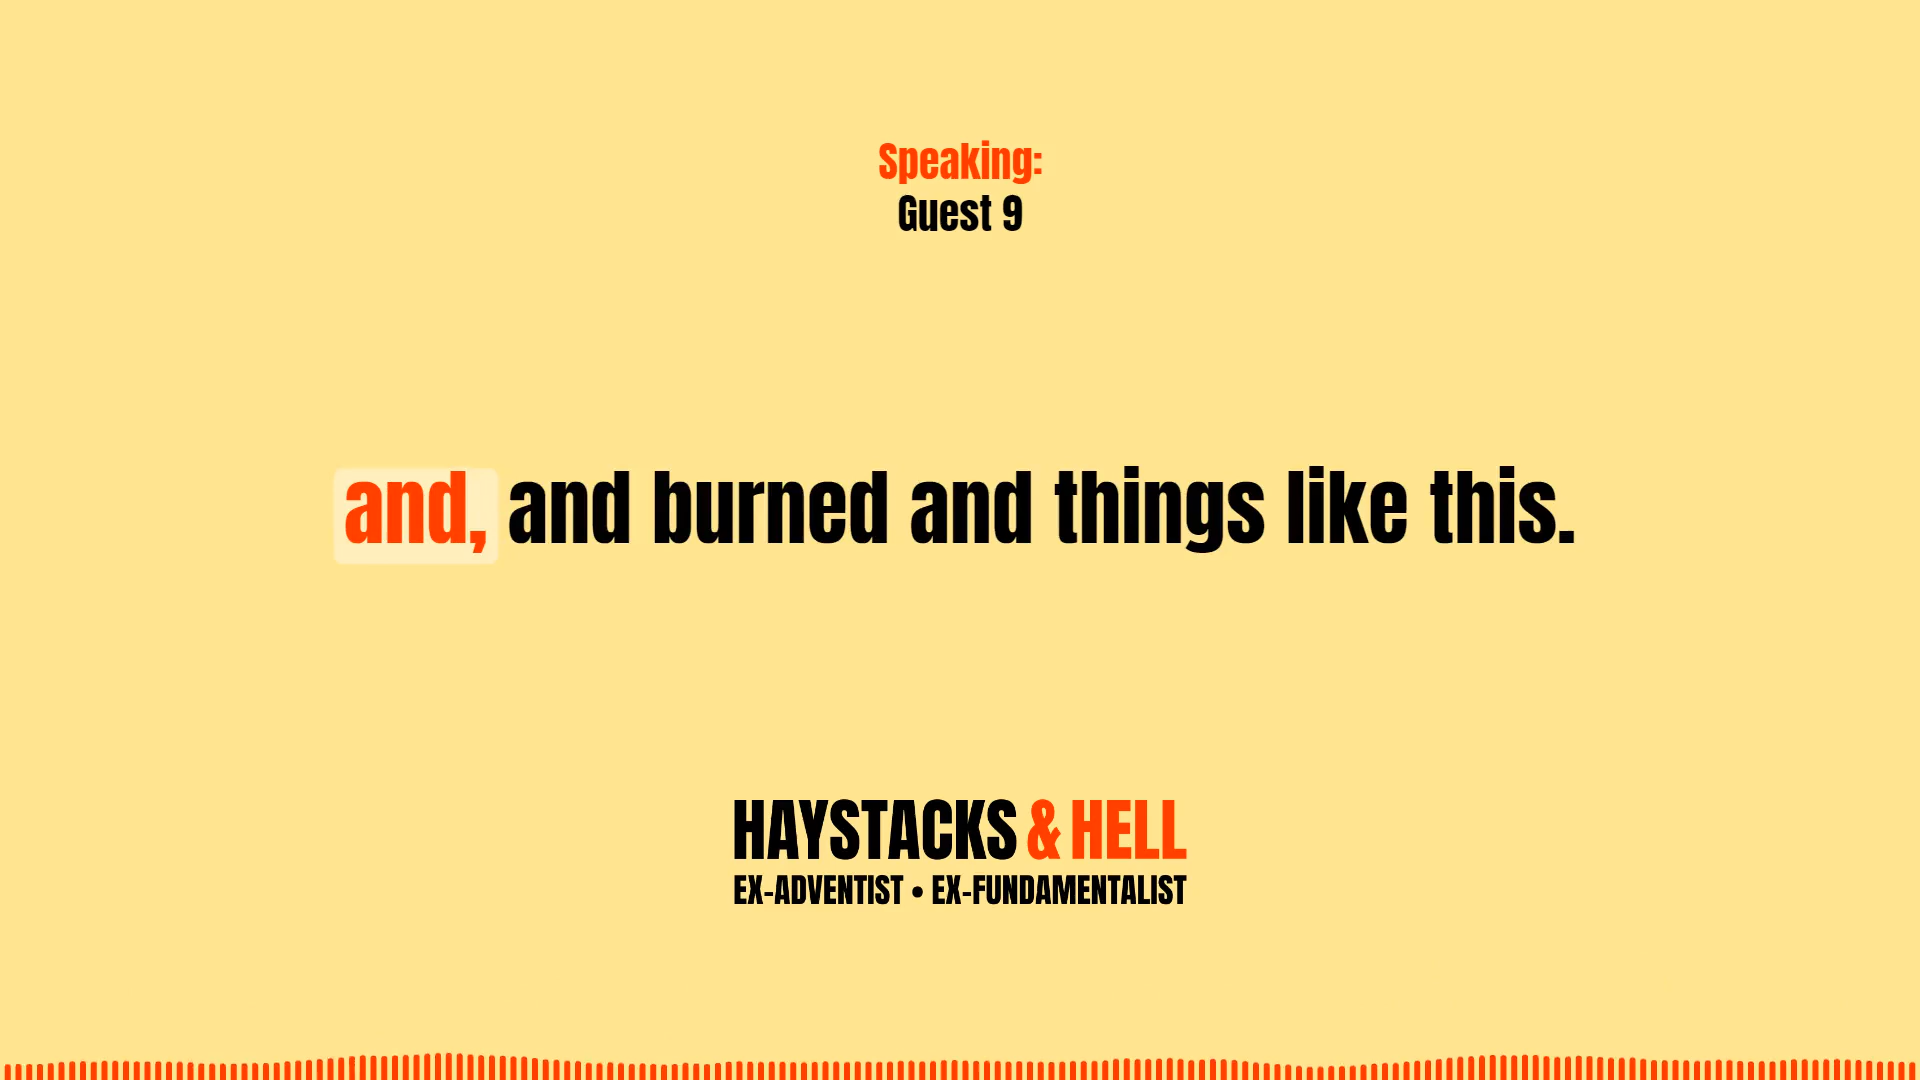 Speaking:
Guest 9
and, and burned and things like this.
HAYSTACKS & HELL
EX-ADVENTIST • EX-FUNDAMENTALIST